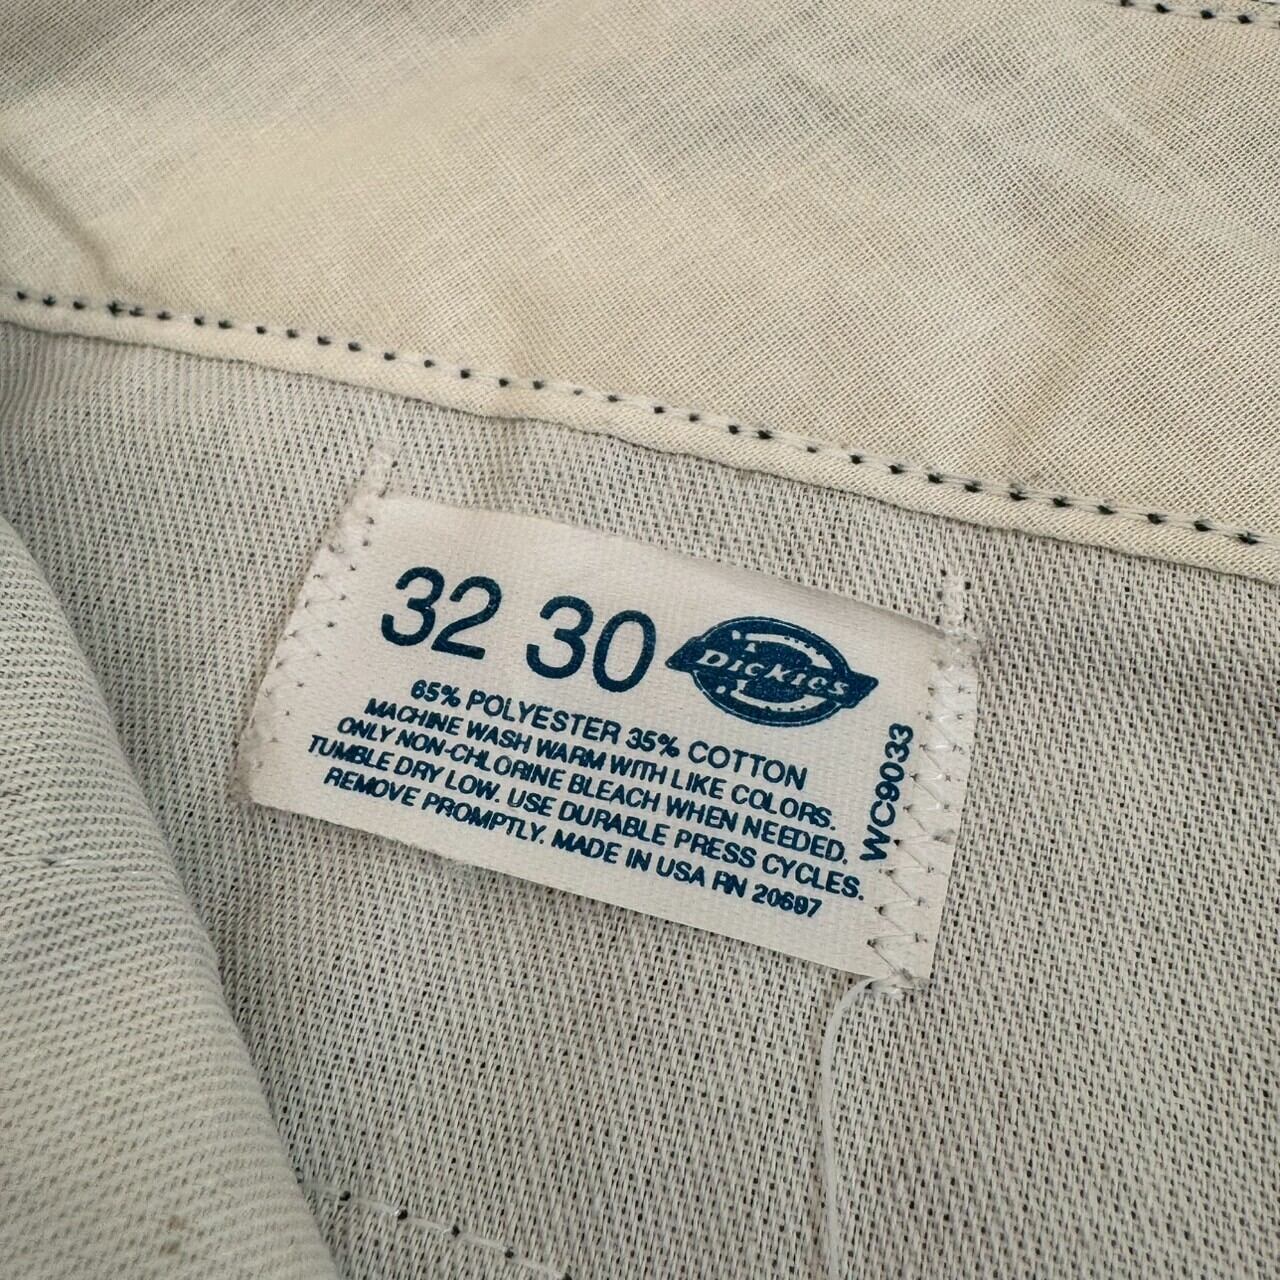 32 30 Dickies
65% POLYESTER 35% COTTON
MACHINE WASH WARM WITH LIKE COLORS.
ONLY NON-CHLORINE BLEACH WHEN NEEDED.
TUMBLE DRY LOW. USE DURABLE PRESS CYCLES.
REMOVE PROMPTLY. MADE IN USA RN 20697
WC9033